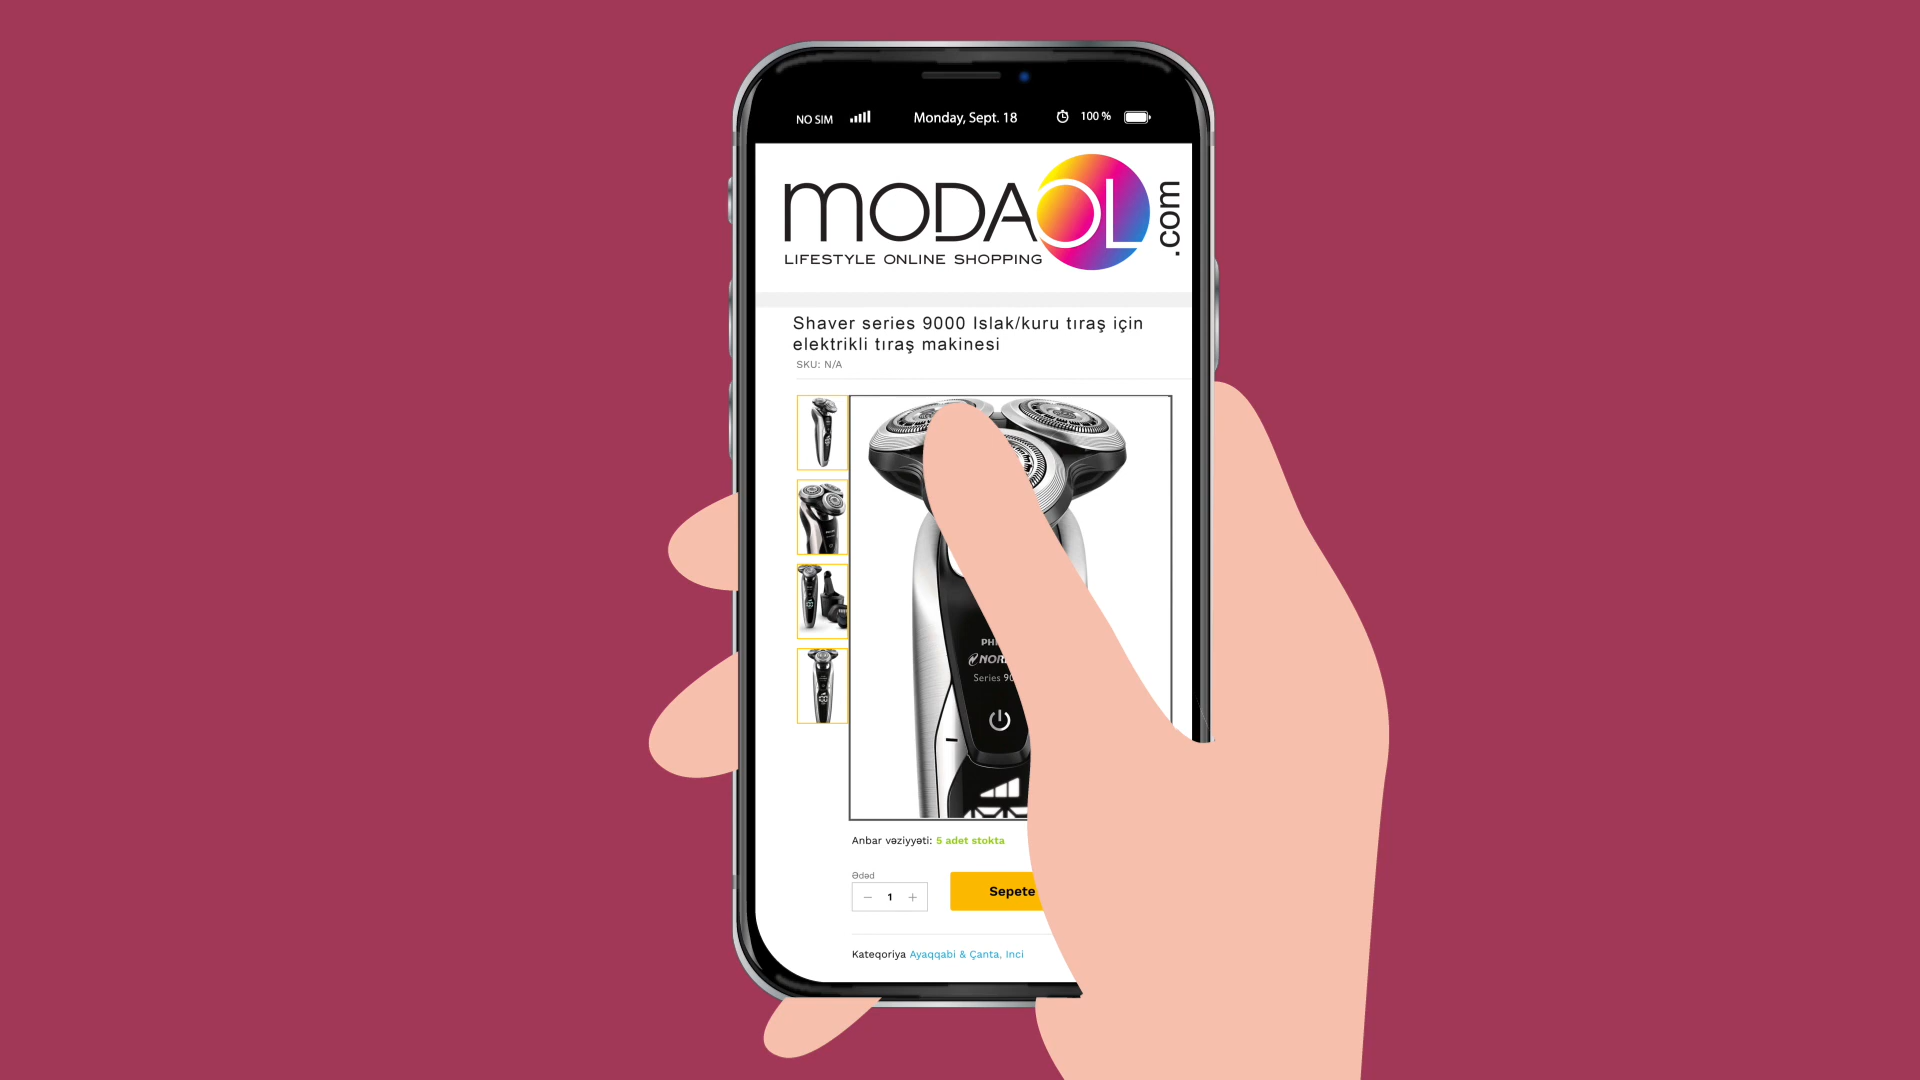 NO SIM
Monday, Sept. 18
100 %
MODAOL
.com
LIFESTYLE ONLINE SHOPPING
Shaver series 9000 Islak/kuru tıraş için
elektrikli tıraş makinesi
SKU: N/A
Series
Anbar vəziyyəti: 5 adet stokta
Ədəd
− 1 +
Sepete
Kateqoriya Ayaqqabi & Çanta, Inci